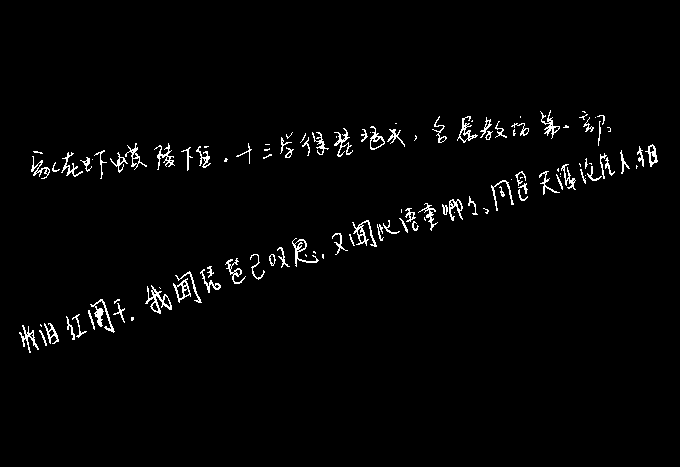 家在虾蟆陵下住.十三学得琵琶成,名属教坊第一部。
妆泪红阑干.我闻琵琶已叹息,又闻此语重唧々。同是天涯沦落人,相